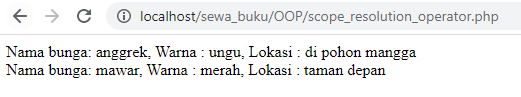 localhost/sewa_buku/OOP/scope_resolution_operator.php
Nama bunga: anggrek, Warna : ungu, Lokasi : di pohon mangga
Nama bunga: mawar, Warna : merah, Lokasi : taman depan